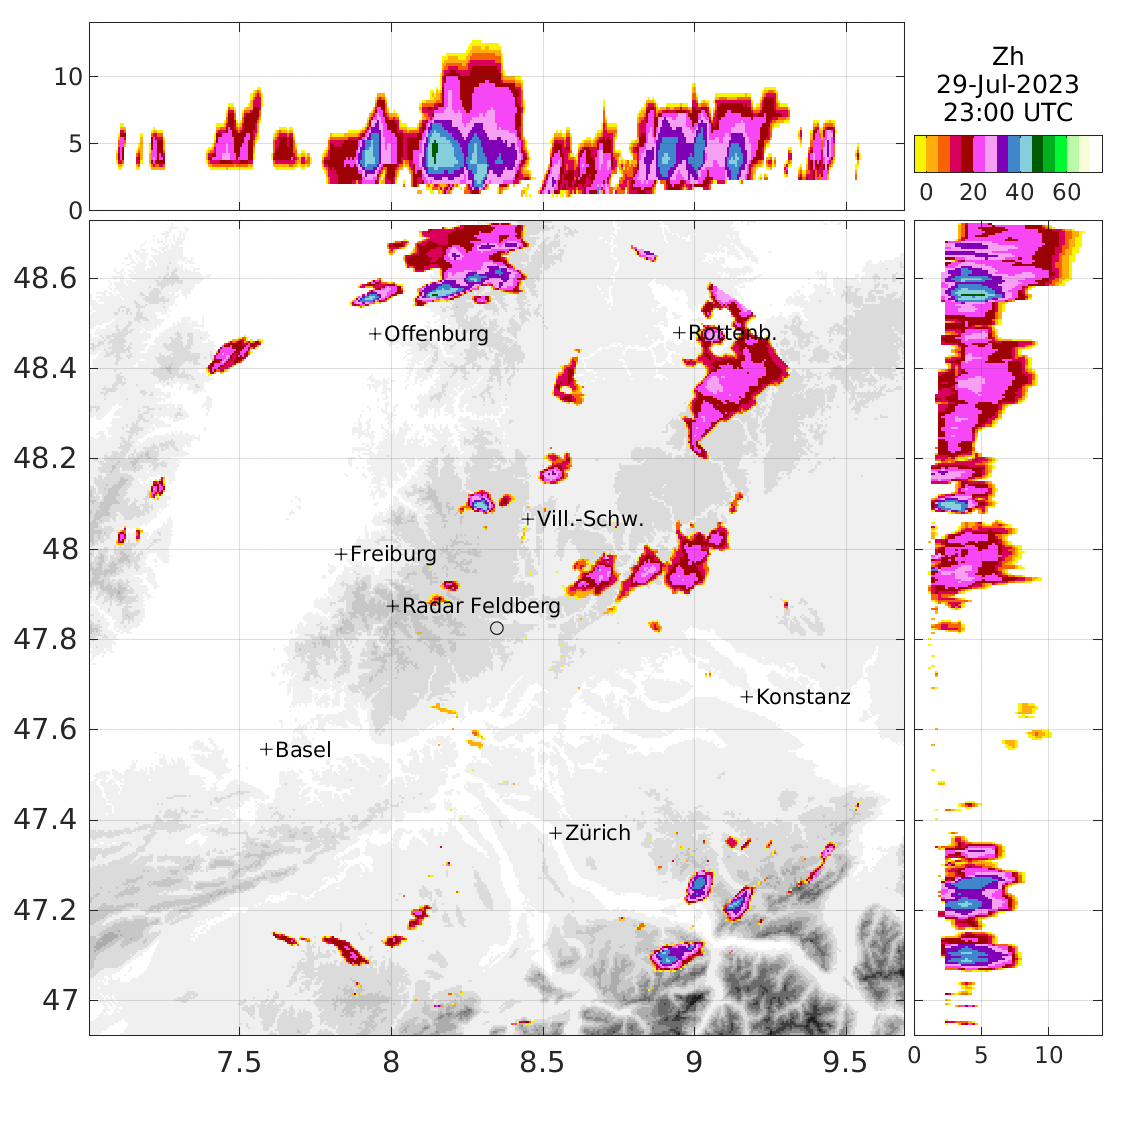 10
5
0
Zh
29-Jul-2023
23:00 UTC
0 20 40 60
48.6
48.4
48.2
48
47.8
47.6
47.4
47.2
47
+Offenburg
+Rottenb.
+Vill.-Schw.
+Freiburg
+Radar Feldberg
+Konstanz
+Basel
+Zürich
7.5 8 8.5 9 9.5
0 5 10